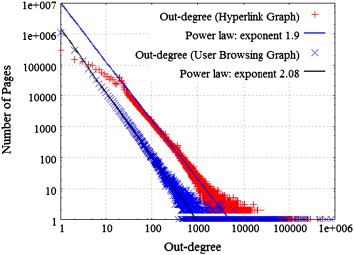 1e+007
1e+006
100000
10000
1000
100
10
1
Number of Pages
Out-degree (Hyperlink Graph)
Power law: exponent 1.9
Out-degree (User Browsing Graph)
Power law: exponent 2.08
1 10 100 1000 10000 100000 1e+006
Out-degree